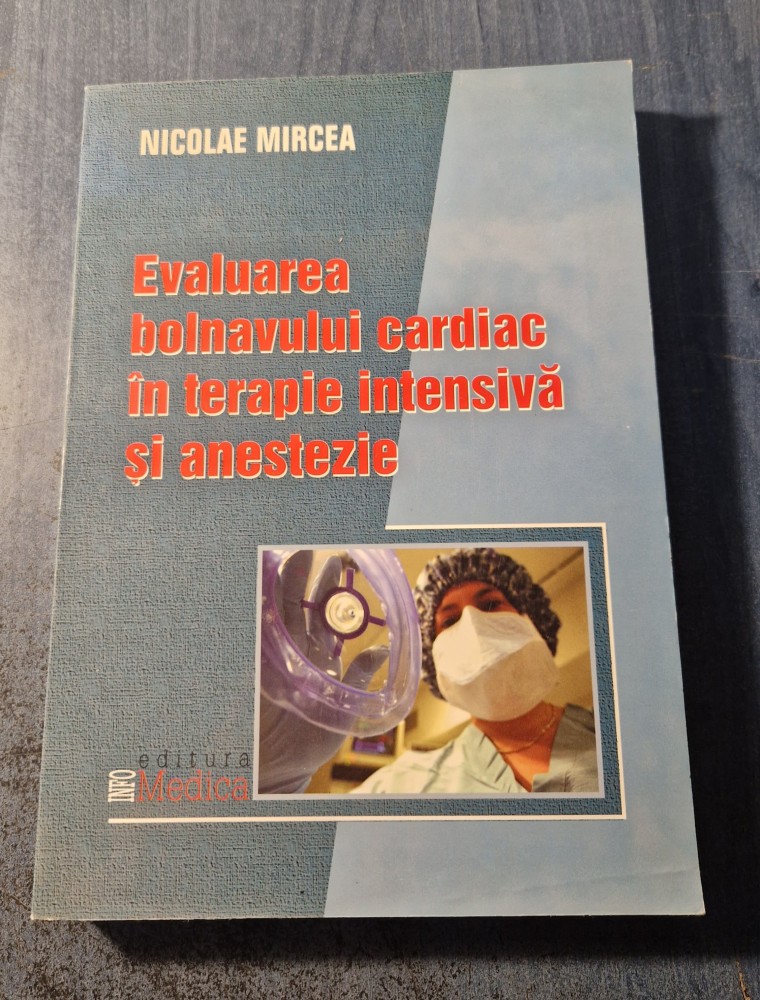 NICOLAE MIRCEA
Evaluarea
bolnavului cardiac
în terapie intensivă
și anestezie
editura
INFO Medica